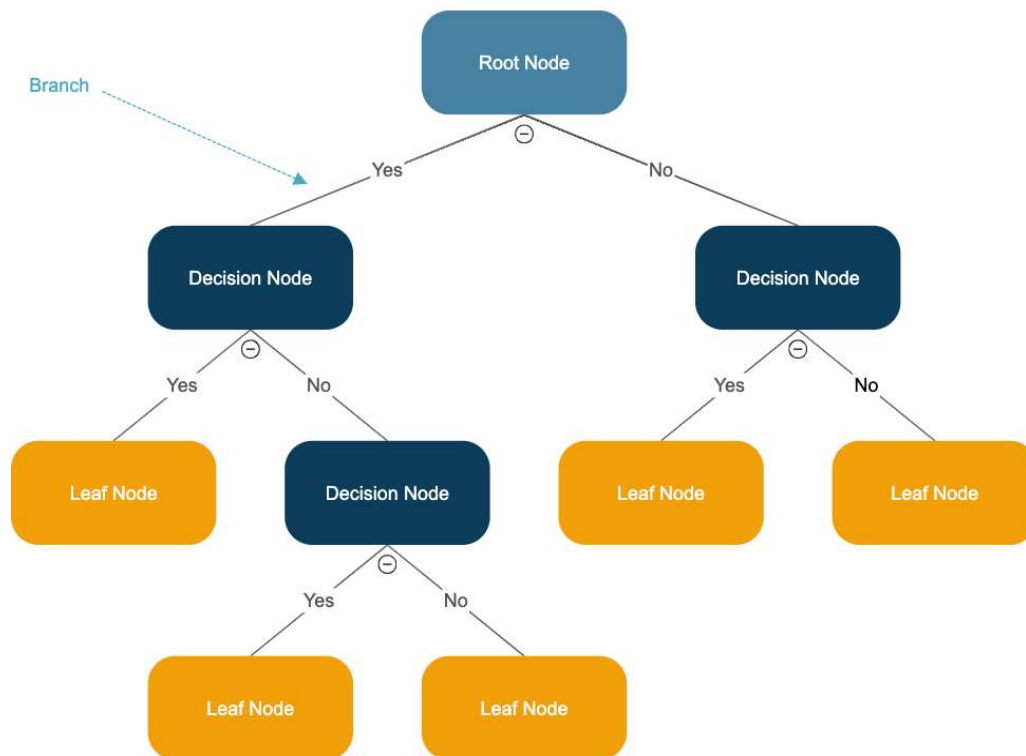 Root Node
Branch
Yes
No
Decision Node
Decision Node
Yes
No
Yes
No
Leaf Node
Decision Node
Leaf Node
Leaf Node
Yes
No
Leaf Node
Leaf Node